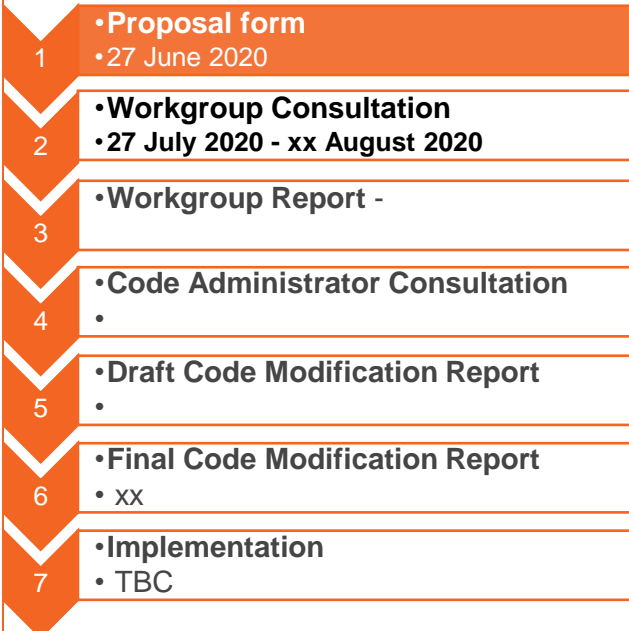 1
•Proposal form
•27 June 2020
2
•Workgroup Consultation
•27 July 2020 - xx August 2020
3
•Workgroup Report -
4
•Code Administrator Consultation
•
5
•Draft Code Modification Report
•
6
•Final Code Modification Report
• xx
7
•Implementation
• TBC